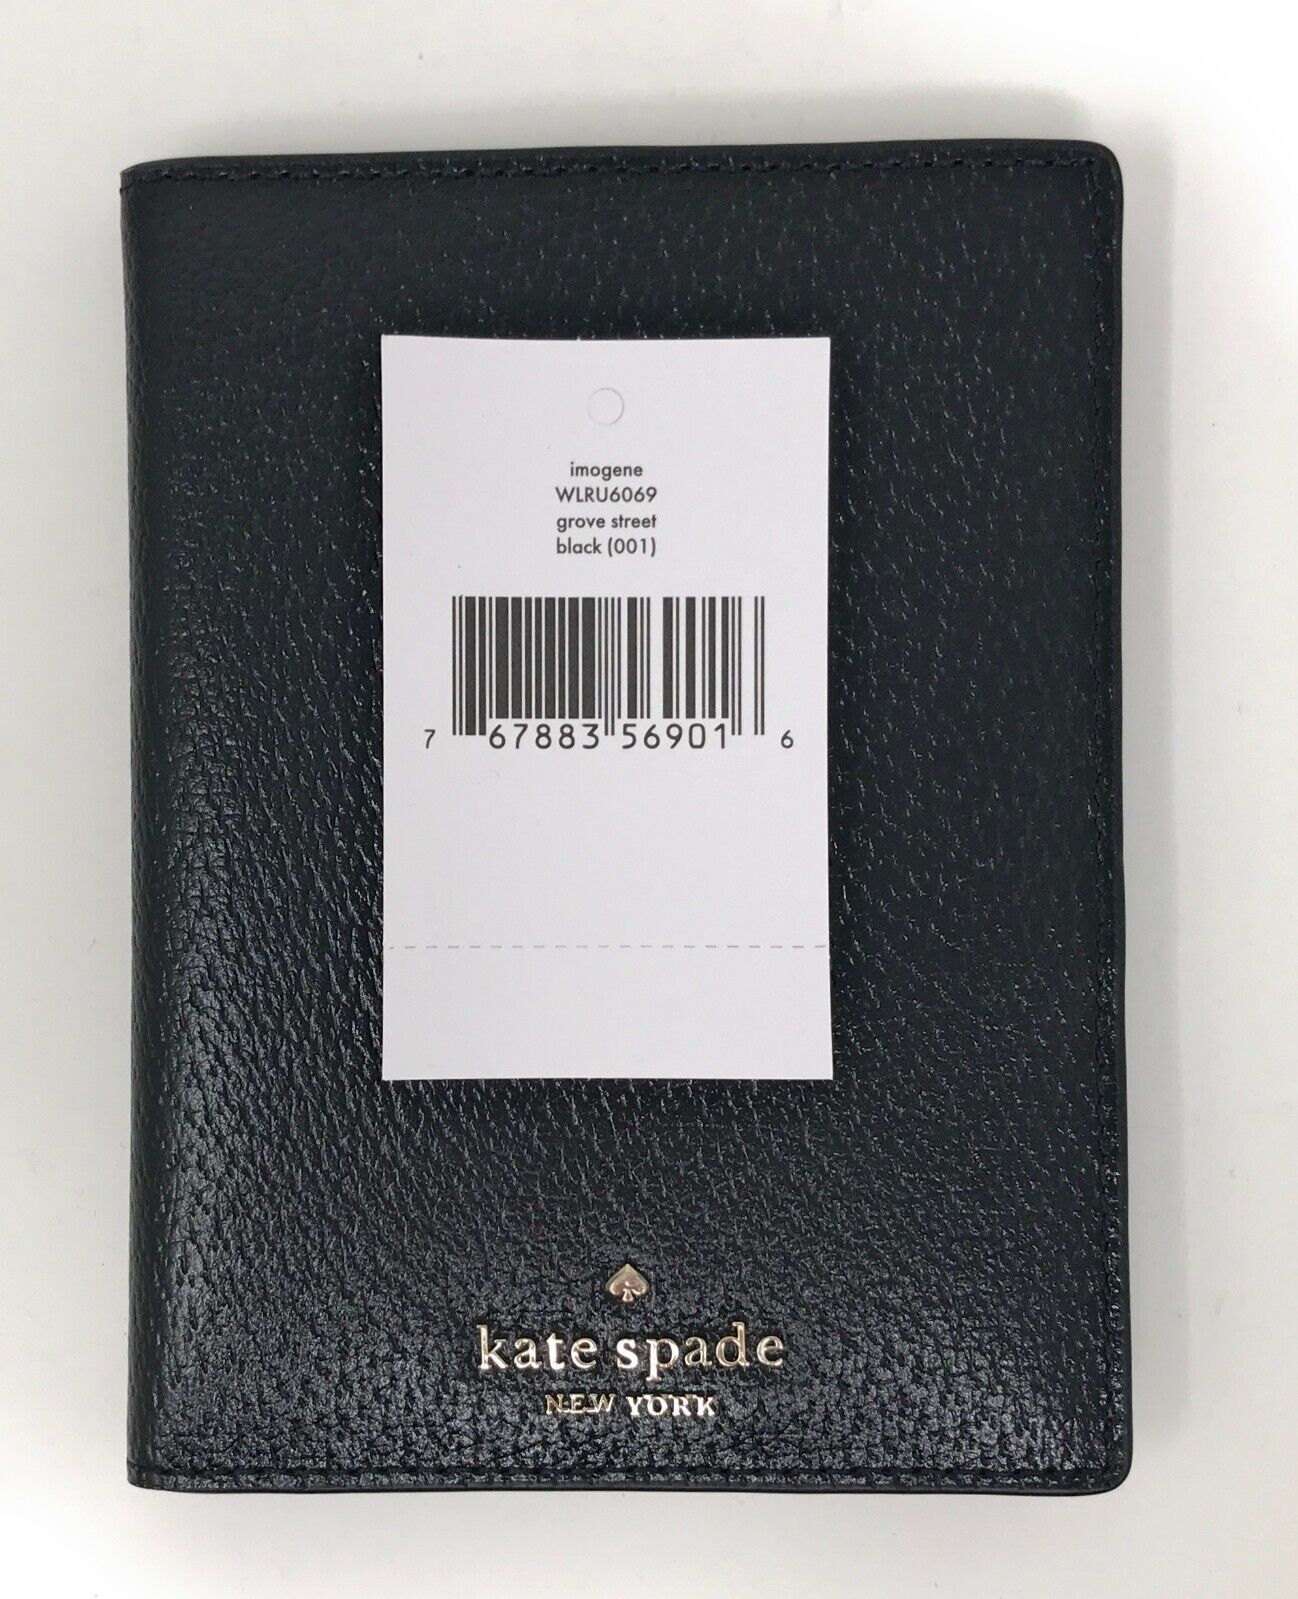 imogene
WLRU6069
grove street
black (001)
7 67883 56901 6
kate spade
NEW YORK